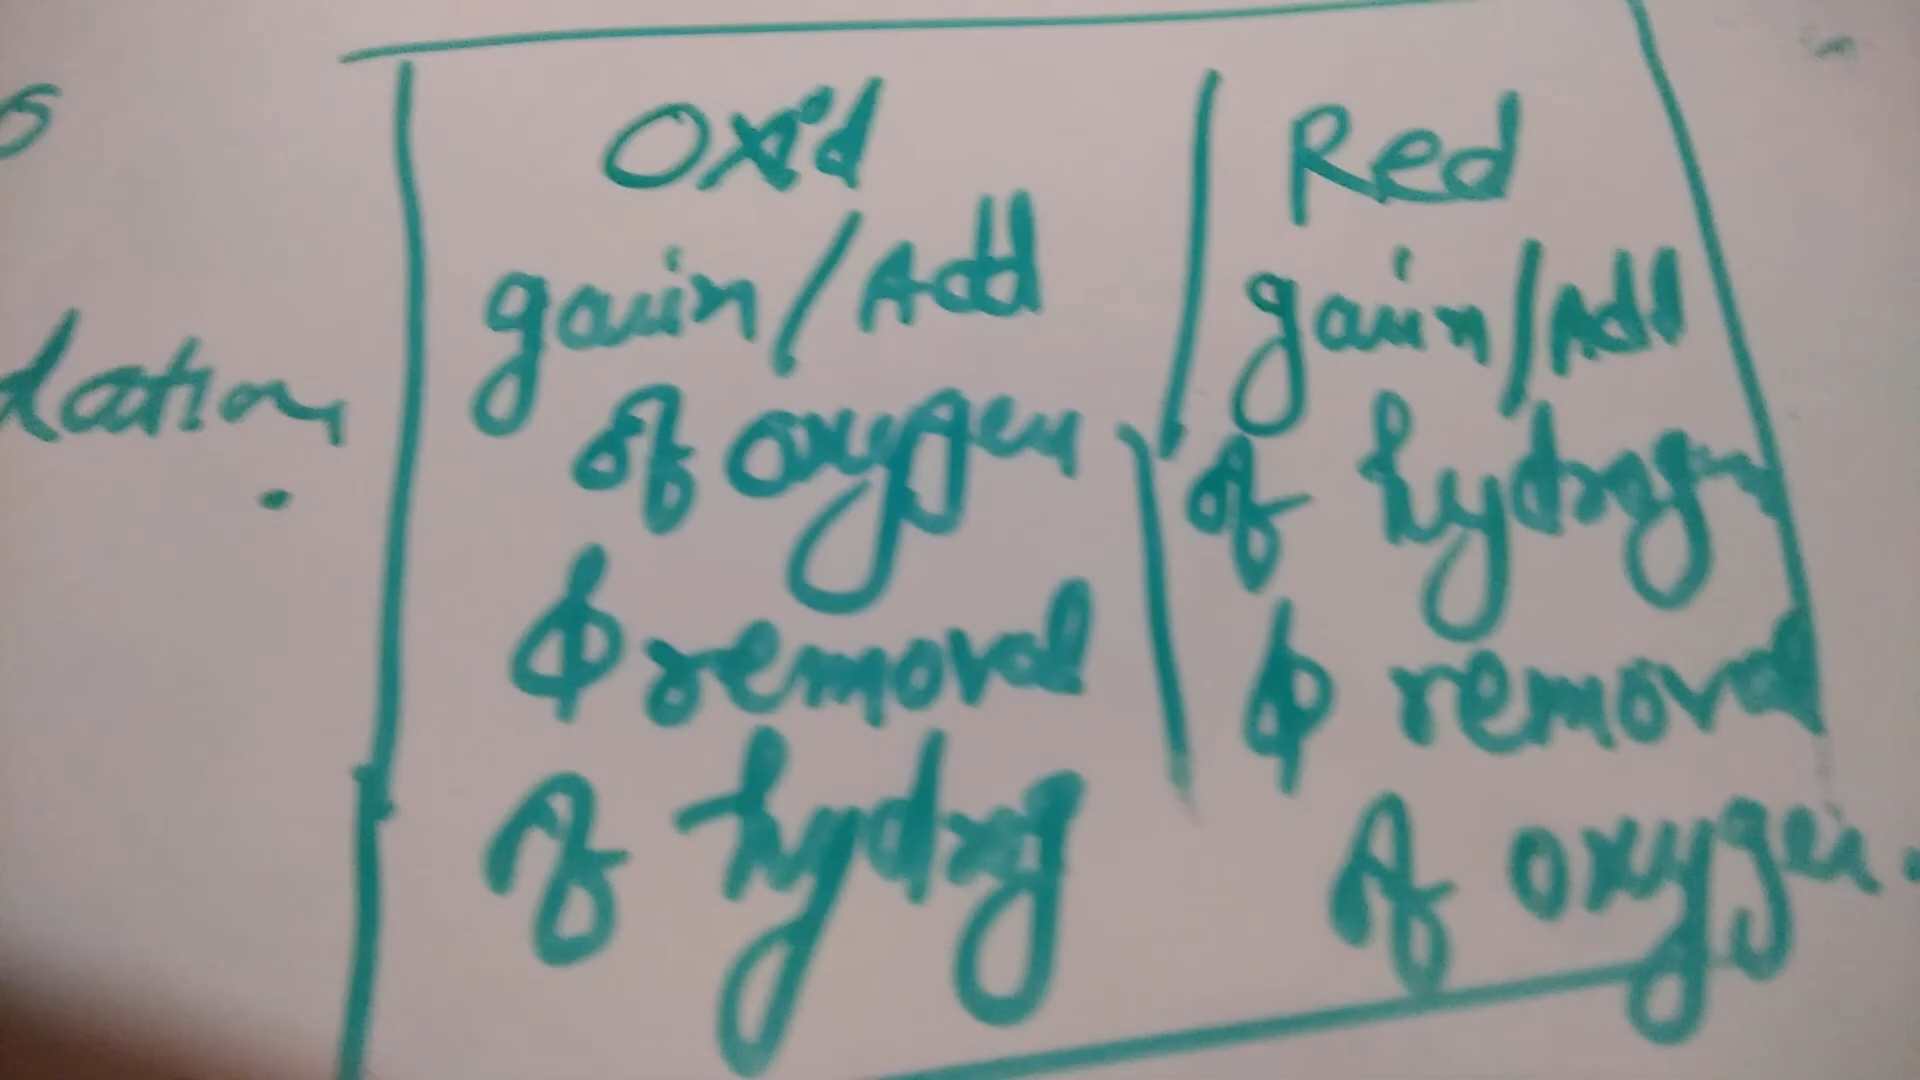 Oxid
gain/Add
of oxygen
& removal
of hydrog
Red
gain/Add
of hydrogen
& removal
of oxygen.
dation